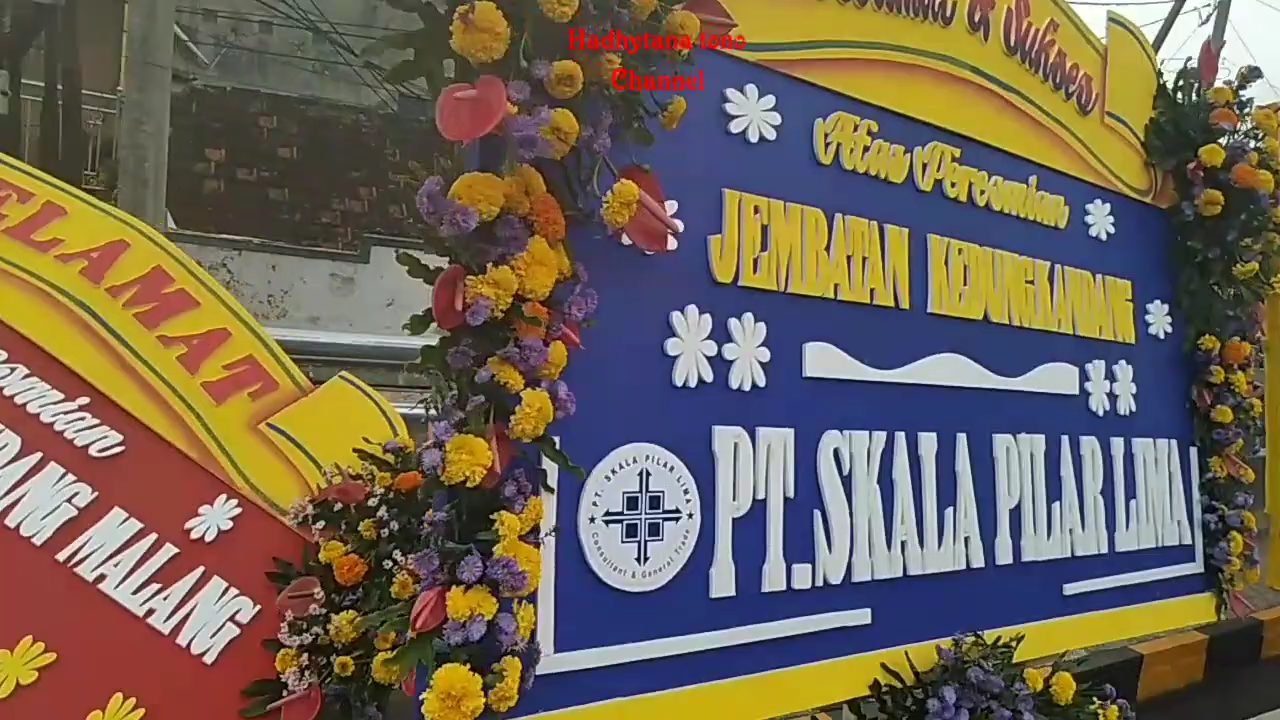 Hadhytana tono
Channel
& Sukses
Atas Peresmian
JEMBATAN KEDUNGKANDANG
PT. SKALA PILAR LIMA
PT. SKALA PILAR LIMA
Consultant & General Trade
ELAMAT
esmian
DANG MALANG